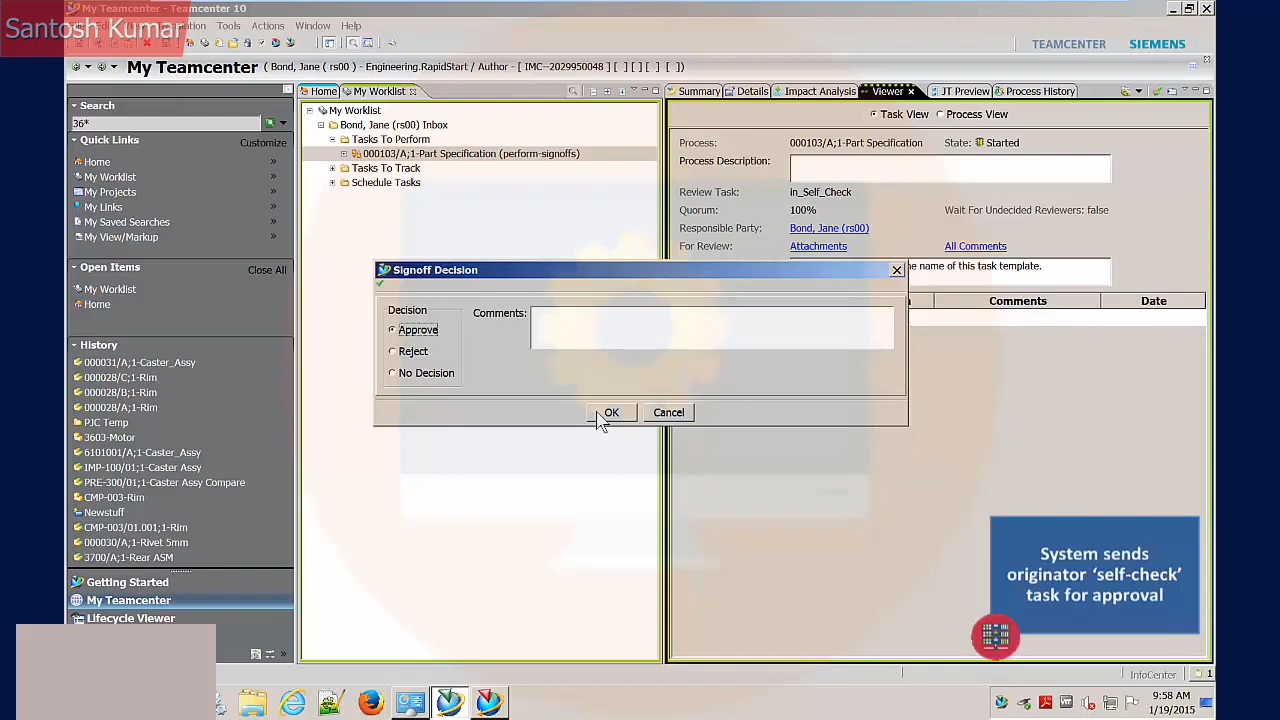 My Teamcenter - Teamcenter 10
Santosh Kumar
Tools Actions Window Help
TEAMCENTER SIEMENS
My Teamcenter ( Bond, Jane ( rs00 ) - Engineering.RapidStart / Author - [ IMC--2029950048 ] [ ] [ ] [ ] [ ] )
Search
36*
Quick Links Customize
Home
My Worklist
My Projects
My Links
My Saved Searches
My View/Markup
Open Items Close All
My Worklist
Home
History
000031/A;1-Caster_Assy
000028/C;1-Rim
000028/B;1-Rim
000028/A;1-Rim
PJC Temp
3603-Motor
6101001/A;1-Caster_Assy
IMP-100/01;1-Caster Assy
PRE-300/01;1-Caster Assy Compare
CMP-003-Rim
Newstuff
CMP-003/01.001;1-Rim
000030/A;1-Rivet 5mm
3700/A;1-Rear ASM
Getting Started
My Teamcenter
Lifecycle Viewer
Home My Worklist
My Worklist
Bond, Jane (rs00) Inbox
Tasks To Perform
000103/A;1-Part Specification (perform-signoffs)
Tasks To Track
Schedule Tasks
Summary Details Impact Analysis Viewer JT Preview Process History
Task View Process View
Process: 000103/A;1-Part Specification State: Started
Process Description:
Review Task: in_Self_Check
Quorum: 100% Wait For Undecided Reviewers: false
Responsible Party: Bond, Jane (rs00)
For Review: Attachments All Comments
the name of this task template.
Comments Date
Signoff Decision
Decision
Approve
Reject
No Decision
Comments:
OK Cancel
System sends
originator ‘self-check’
task for approval
InfoCenter 1
9:58 AM
1/19/2015